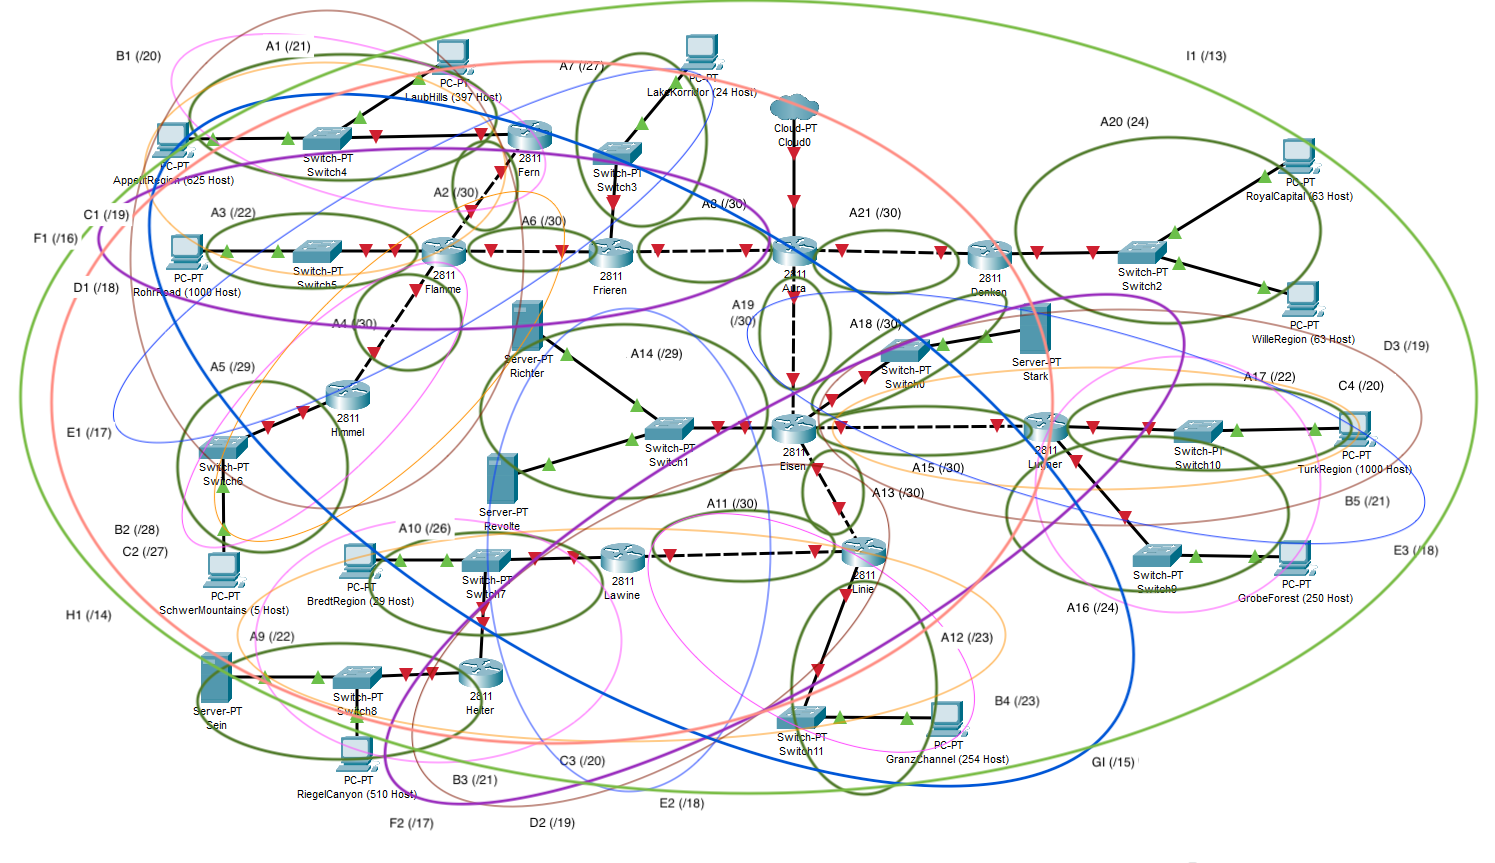 B1 (/20)
A1 (/21)
I1 (/13)
A7 (/27)
PC-PT
LaubHills (397 Host)
PC-PT
LakeKorridor (24 Host)
Cloud-PT
Cloud0
A20 (24)
PC-PT
AppetitRegion (625 Host)
Switch-PT
Switch4
2811
Fern
Switch-PT
Switch3
PC-PT
RoyalCapital (63 Host)
C1 (/19)
A3 (/22)
A2 (/30)
A6 (/30)
A8 (/30)
A21 (/30)
F1 (/16)
D1 (/18)
PC-PT
RohrRoad (1000 Host)
Switch-PT
Switch5
2811
Flamme
2811
Frieren
2811
Aura
2811
Denken
Switch-PT
Switch2
PC-PT
WilleRegion (63 Host)
A4 (/30)
A19
(/30)
A18 (/30)
D3 (/19)
Server-PT
Richter
A14 (/29)
Switch-PT
Switch0
Server-PT
Stark
A5 (/29)
A17 (/22)
C4 (/20)
2811
Himmel
E1 (/17)
Switch-PT
Switch6
Switch-PT
Switch1
2811
Eisen
2811
Lugner
Switch-PT
Switch10
PC-PT
TurkRegion (1000 Host)
A15 (/30)
A13 (/30)
B5 (/21)
Server-PT
Revolte
A11 (/30)
B2 (/28)
C2 (/27)
A10 (/26)
E3 (/18)
PC-PT
SchwerMountains (5 Host)
PC-PT
BredtRegion (29 Host)
Switch-PT
Switch7
2811
Lawine
2811
Linie
Switch-PT
Switch9
PC-PT
GrobeForest (250 Host)
H1 (/14)
A16 (/24)
A9 (/22)
A12 (/23)
Server-PT
Sein
Switch-PT
Switch8
2811
Heiter
B4 (/23)
Switch-PT
Switch11
PC-PT
GranzChannel (254 Host)
PC-PT
RiegelCanyon (510 Host)
B3 (/21)
C3 (/20)
GI (/15)
E2 (/18)
F2 (/17)
D2 (/19)